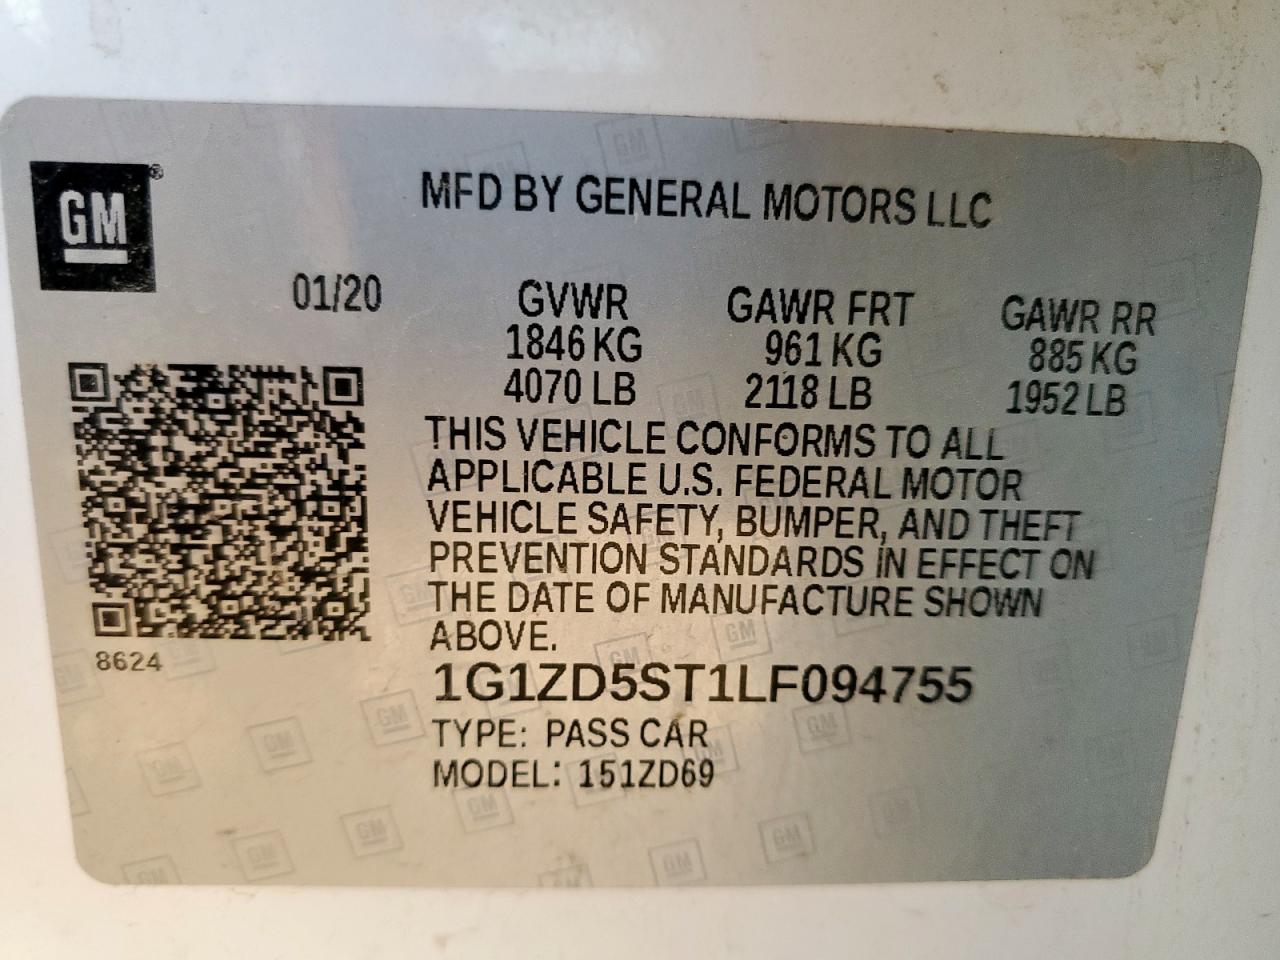 GM®
MFD BY GENERAL MOTORS LLC
01/20
GVWR GAWR FRT GAWR RR
1846 KG 961 KG 885 KG
4070 LB 2118 LB 1952 LB
THIS VEHICLE CONFORMS TO ALL
APPLICABLE U.S. FEDERAL MOTOR
VEHICLE SAFETY, BUMPER, AND THEFT
PREVENTION STANDARDS IN EFFECT ON
THE DATE OF MANUFACTURE SHOWN
ABOVE.
8624
1G1ZD5ST1LF094755
TYPE: PASS CAR
MODEL: 151ZD69